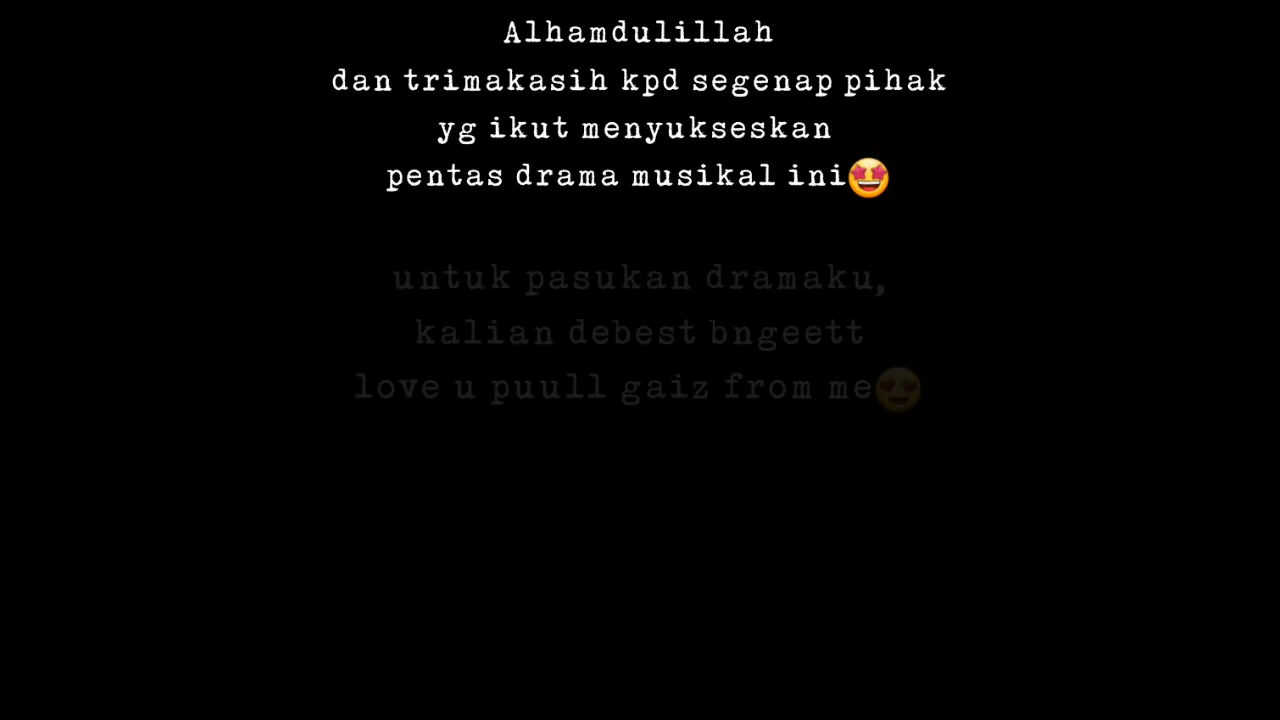 Alhamdulillah
dan trimakasih kpd segenap pihak
yg ikut menyukseskan
pentas drama musikal ini🤩
untuk pasukan dramaku,
kalian debest bngeett
love u puull gaiz from me😍